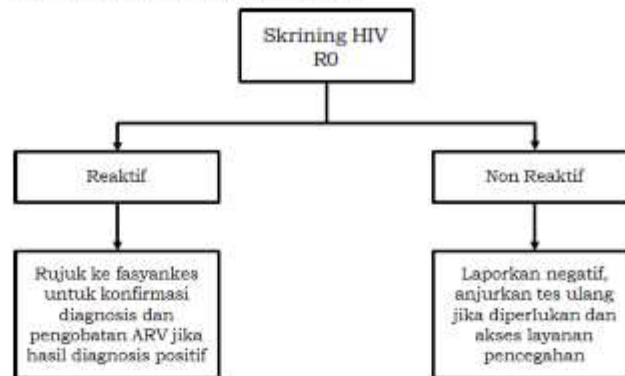 Skrining HIV
R0
Reaktif
Non Reaktif
Rujuk ke fasyankes
untuk konfirmasi
diagnosis dan
pengobatan ARV jika
hasil diagnosis positif
Laporkan negatif,
anjurkan tes ulang
jika diperlukan dan
akses layanan
pencegahan